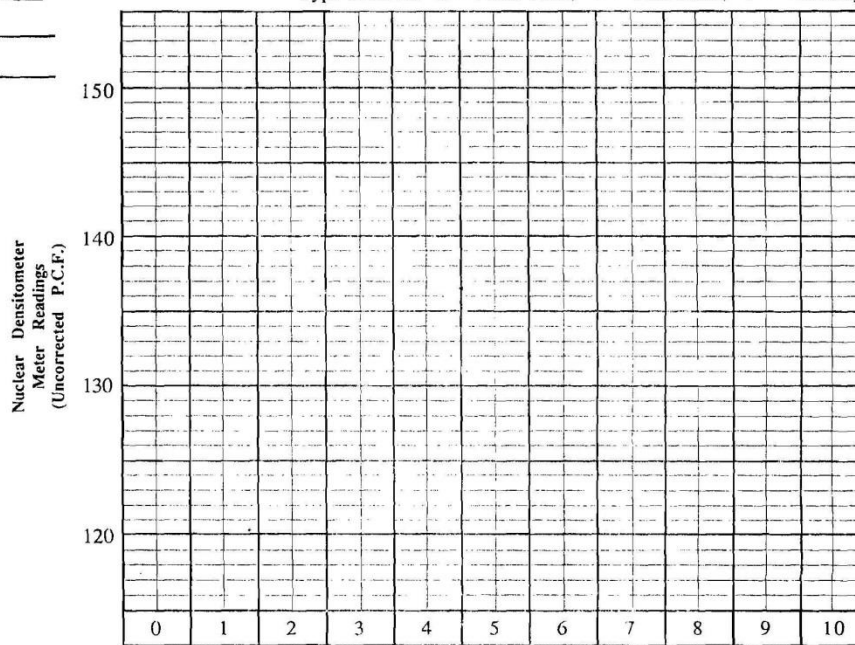 150
140
Nuclear Densitometer
Meter Readings
(Uncorrected P.C.F.)
130
120
0 1 2 3 4 5 6 7 8 9 10